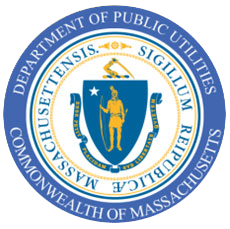 DEPARTMENT OF PUBLIC UTILITIES
COMMONWEALTH OF MASSACHUSETTS
SIGILLUM REIPUBLICÆ MASSACHUSETTENSIS.